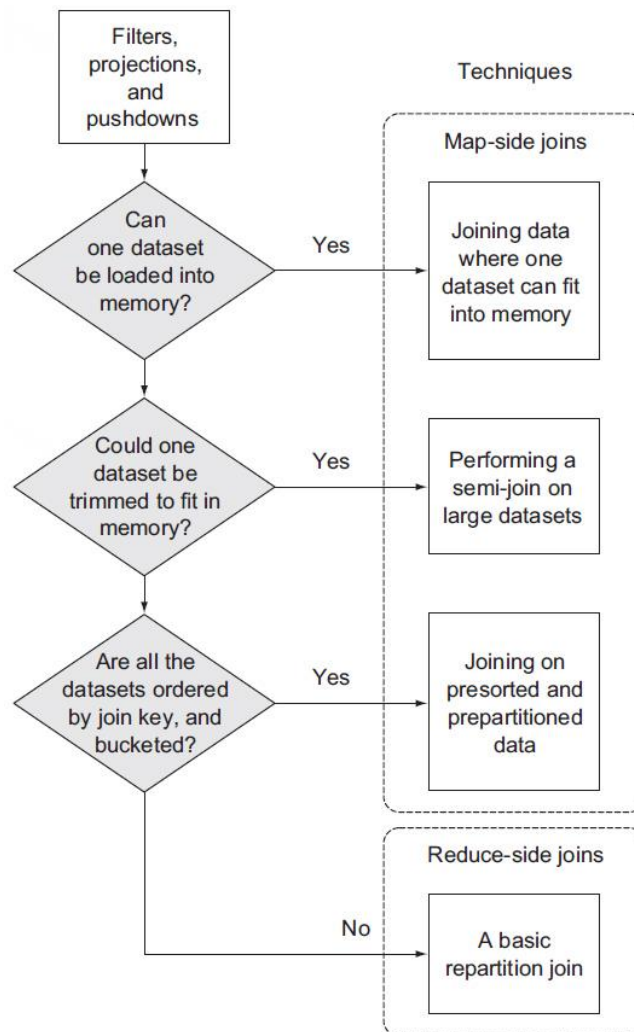 Filters,
projections,
and
pushdowns
Techniques
Map-side joins
Can
one dataset
be loaded into
memory?
Yes
Joining data
where one
dataset can fit
into memory
Could one
dataset be
trimmed to fit in
memory?
Yes
Performing a
semi-join on
large datasets
Are all the
datasets ordered
by join key, and
bucketed?
Yes
Joining on
presorted and
prepartitioned
data
Reduce-side joins
No
A basic
repartition join